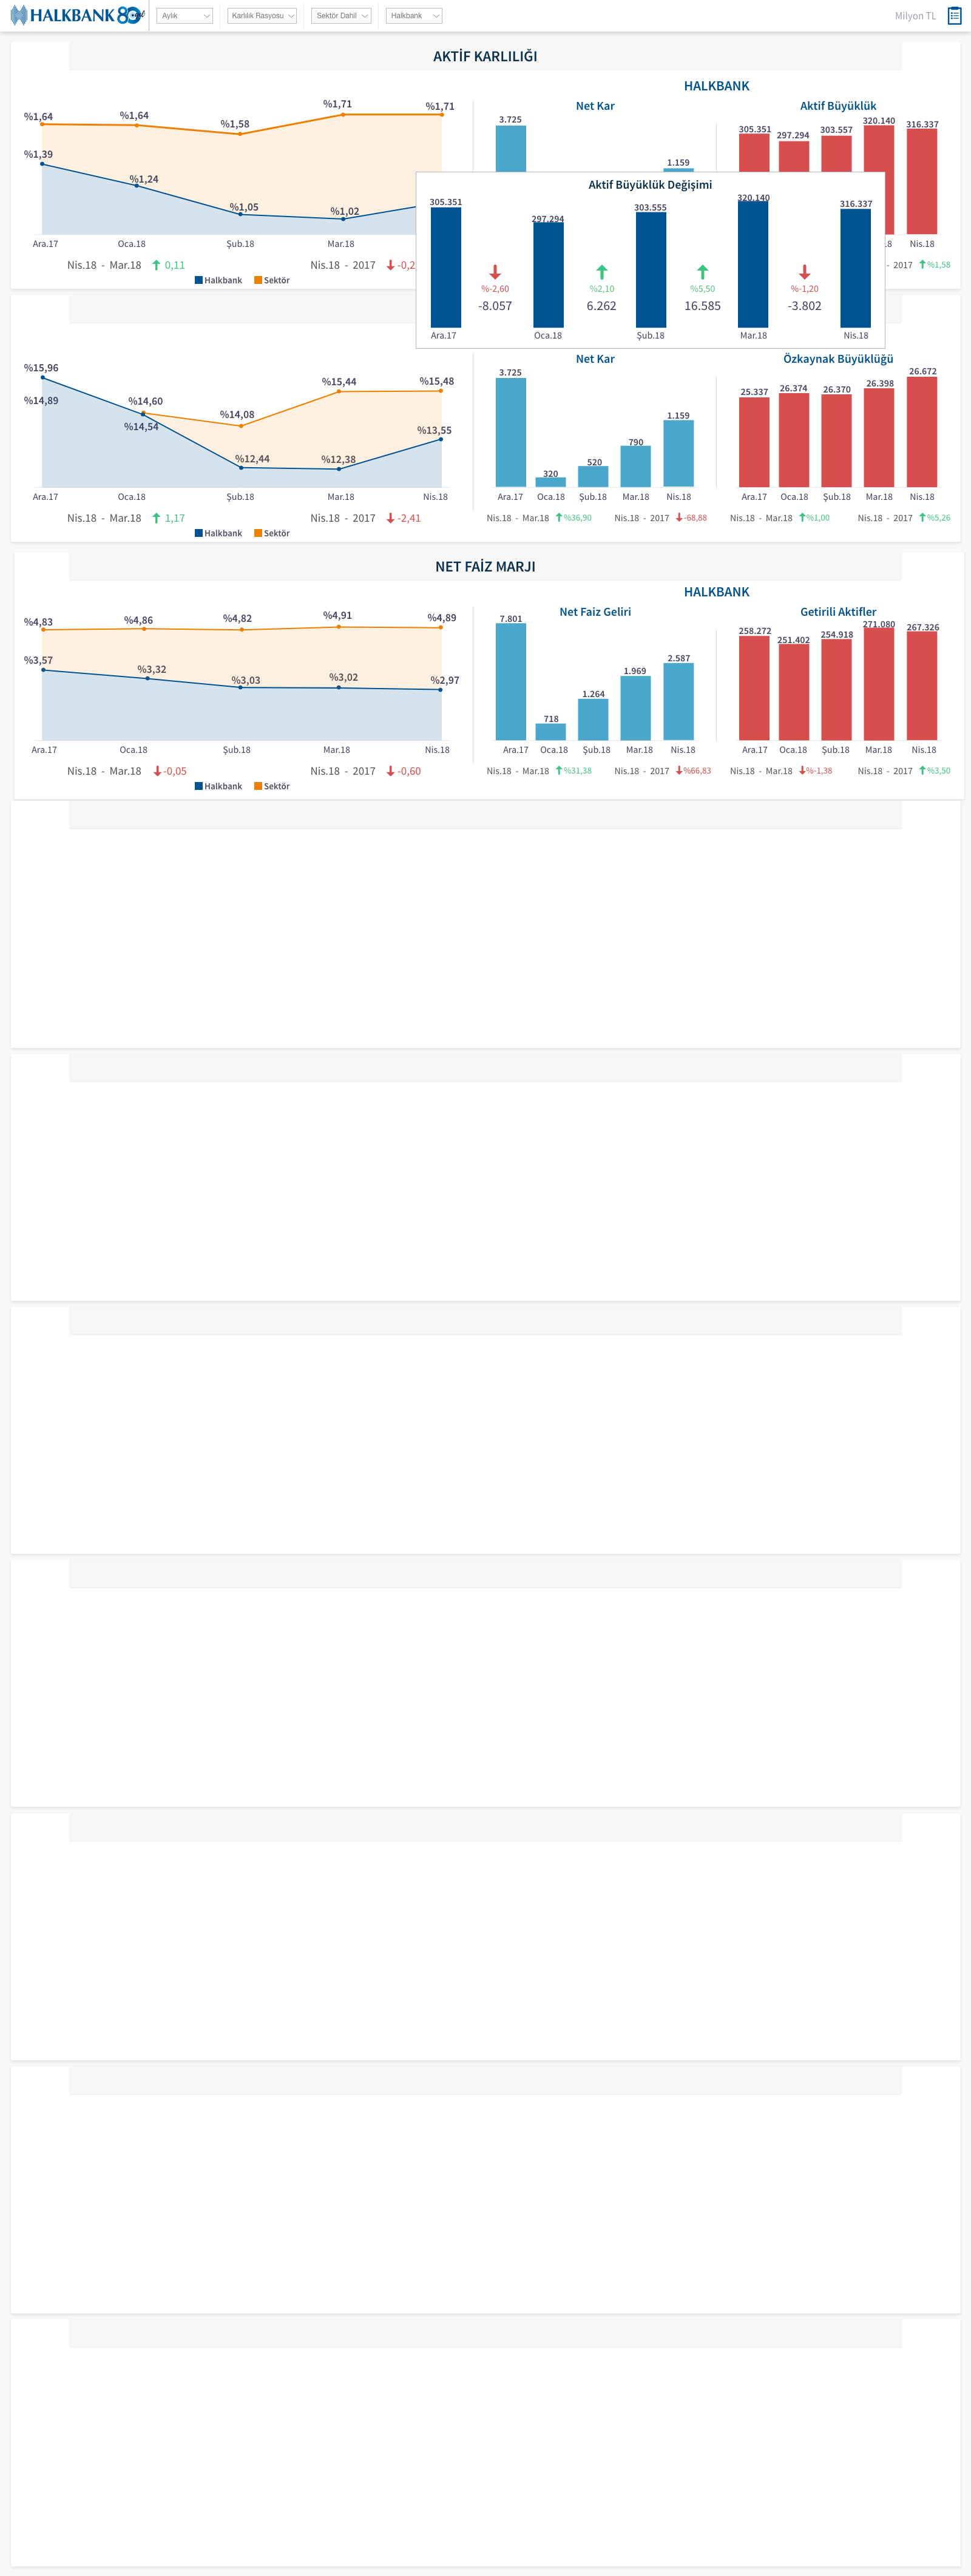 HALKBANK 80. yıl
Aylık
Karlılık Rasyosu
Sektör Dahil
Halkbank
Milyon TL
AKTİF KARLILIĞI
HALKBANK
%1,64 %1,64 %1,58 %1,71 %1,71
%1,39 %1,24 %1,05 %1,02
Ara.17 Oca.18 Şub.18 Mar.18
Nis.18 - Mar.18 0,11
Nis.18 - 2017 -0,2
Halkbank Sektör
Net Kar
3.725 1.159
Aktif Büyüklük
305.351 297.294 303.557 320.140 316.337
.18 Nis.18
- 2017 %1,58
Aktif Büyüklük Değişimi
305.351 297.294 303.555 320.140 316.337
%-2,60 %2,10 %5,50 %-1,20
-8.057 6.262 16.585 -3.802
Ara.17 Oca.18 Şub.18 Mar.18 Nis.18
%15,96 %14,60 %14,08 %15,44 %15,48
%14,89 %14,54 %12,44 %12,38 %13,55
Ara.17 Oca.18 Şub.18 Mar.18 Nis.18
Nis.18 - Mar.18 1,17
Nis.18 - 2017 -2,41
Halkbank Sektör
Net Kar
3.725 320 520 790 1.159
Ara.17 Oca.18 Şub.18 Mar.18 Nis.18
Nis.18 - Mar.18 %36,90
Nis.18 - 2017 -68,88
Özkaynak Büyüklüğü
25.337 26.374 26.370 26.398 26.672
Ara.17 Oca.18 Şub.18 Mar.18 Nis.18
Nis.18 - Mar.18 %1,00
Nis.18 - 2017 %5,26
NET FAİZ MARJI
HALKBANK
%4,83 %4,86 %4,82 %4,91 %4,89
%3,57 %3,32 %3,03 %3,02 %2,97
Ara.17 Oca.18 Şub.18 Mar.18 Nis.18
Nis.18 - Mar.18 -0,05
Nis.18 - 2017 -0,60
Halkbank Sektör
Net Faiz Geliri
7.801 718 1.264 1.969 2.587
Ara.17 Oca.18 Şub.18 Mar.18 Nis.18
Nis.18 - Mar.18 %31,38
Nis.18 - 2017 %66,83
Getirili Aktifler
258.272 251.402 254.918 271.080 267.326
Ara.17 Oca.18 Şub.18 Mar.18 Nis.18
Nis.18 - Mar.18 %-1,38
Nis.18 - 2017 %3,50